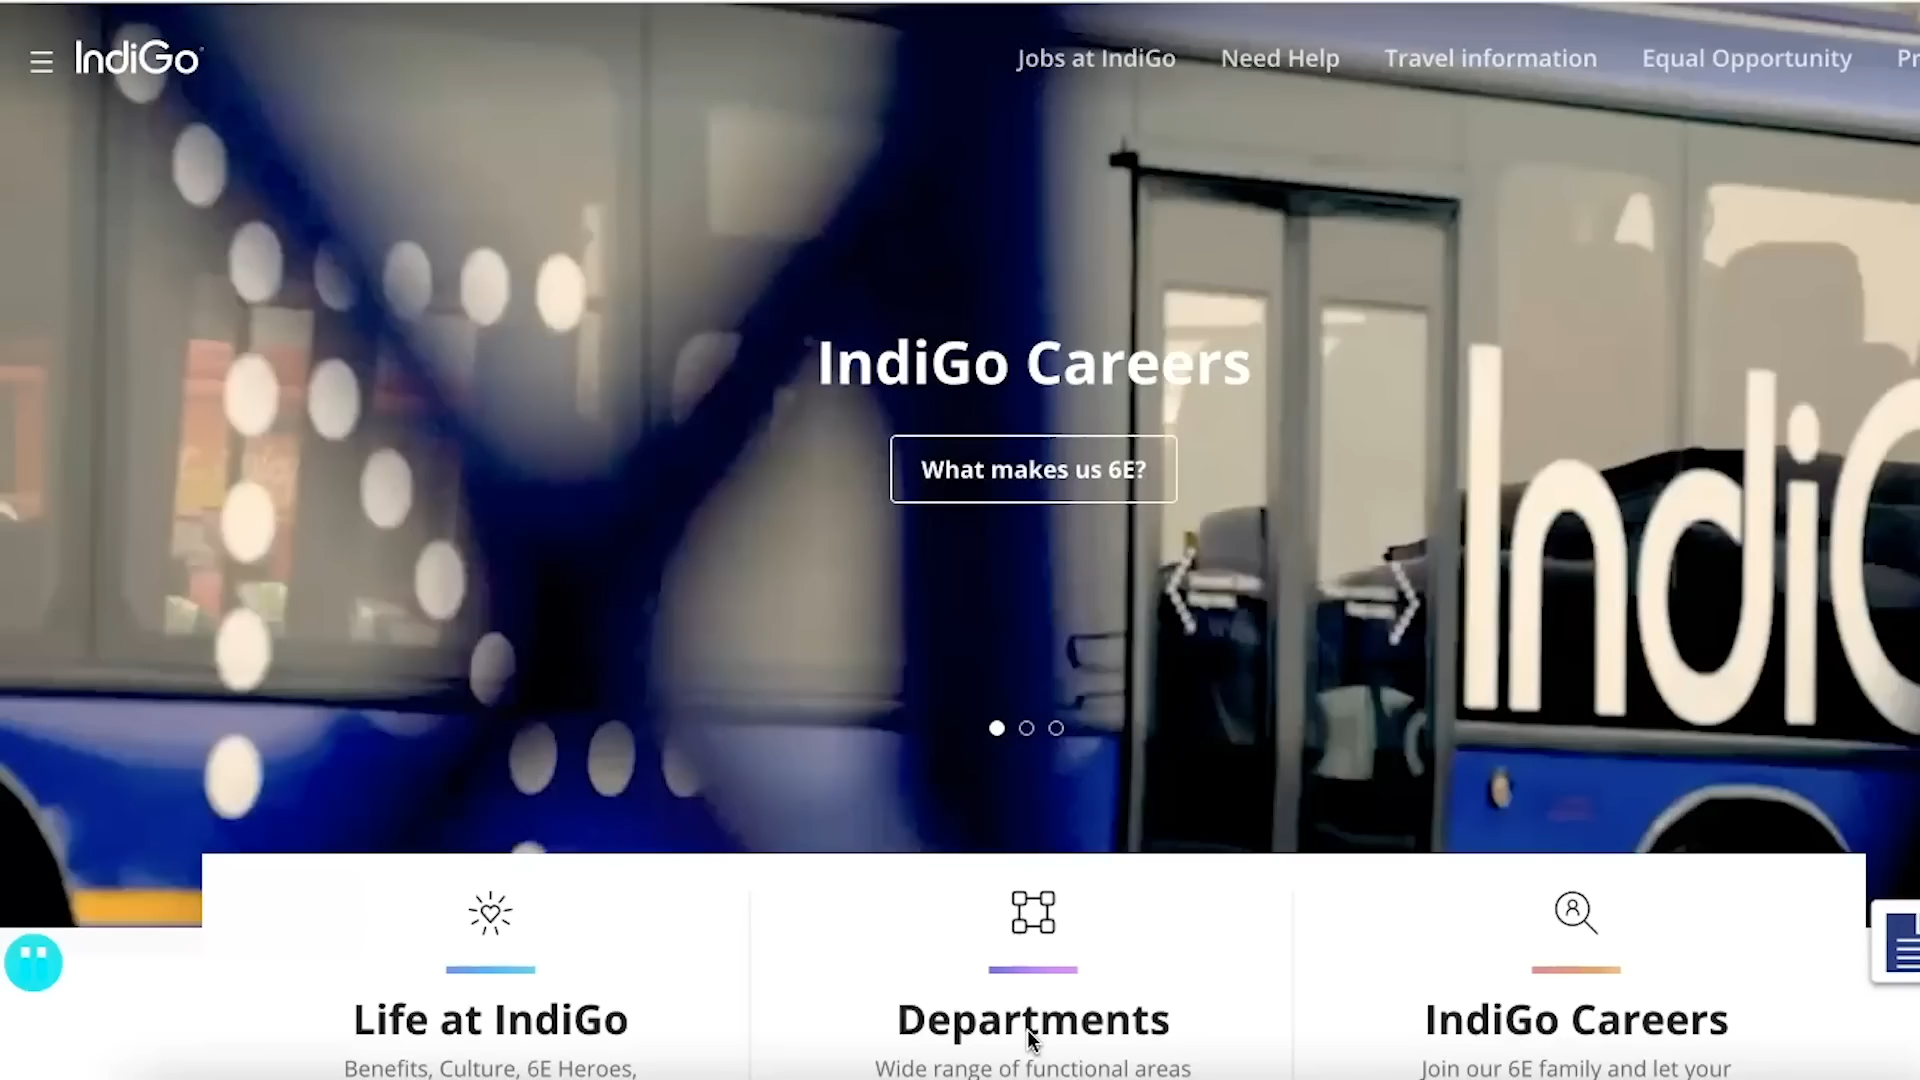 IndiGo
Jobs at IndiGo
Need Help
Travel information
Equal Opportunity
IndiGo Careers
What makes us 6E?
Life at IndiGo
Benefits, Culture, 6E Heroes,
Departments
Wide range of functional areas
IndiGo Careers
Join our 6E family and let your